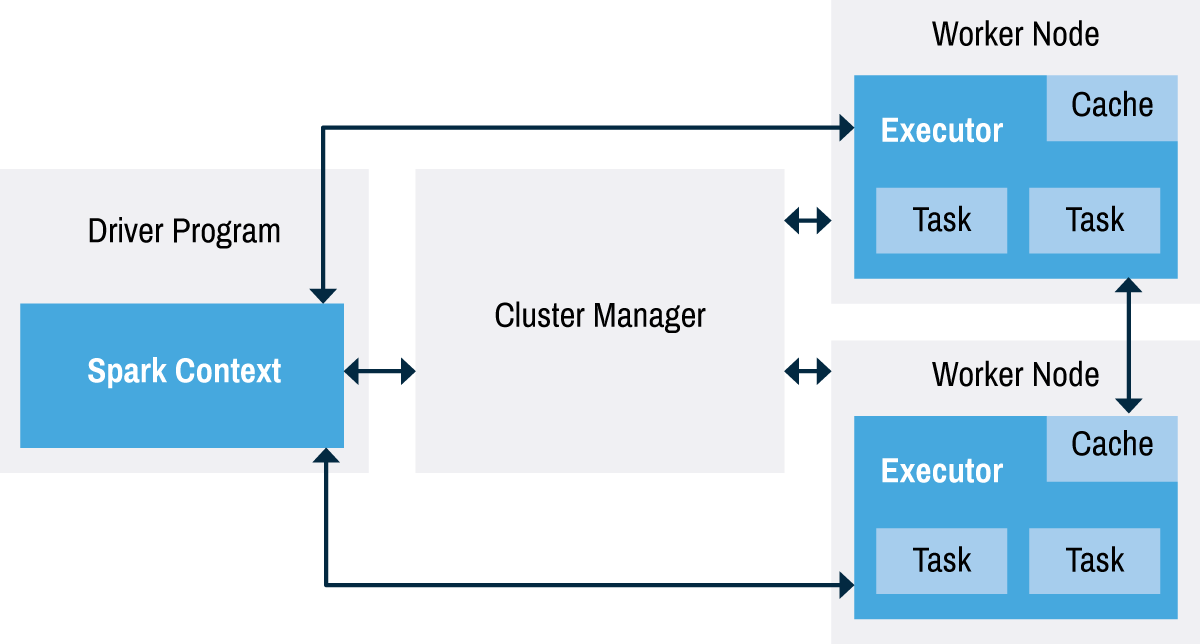 Driver Program
Spark Context
Cluster Manager
Worker Node
Executor
Cache
Task
Task
Worker Node
Executor
Cache
Task
Task